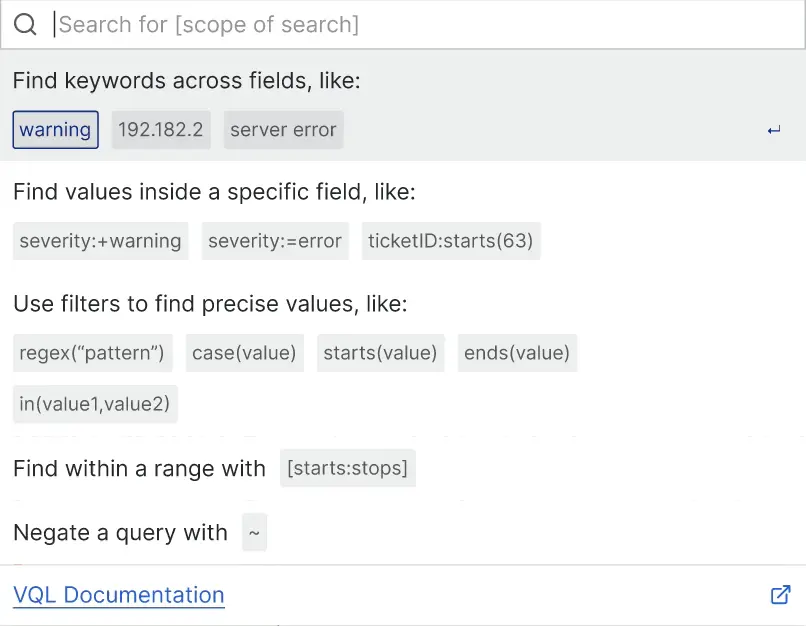 Search for [scope of search]
Find keywords across fields, like:
warning 192.182.2 server error
Find values inside a specific field, like:
severity:+warning severity:=error ticketID:starts(63)
Use filters to find precise values, like:
regex(“pattern”) case(value) starts(value) ends(value)
in(value1,value2)
Find within a range with [starts:stops]
Negate a query with ~
VQL Documentation